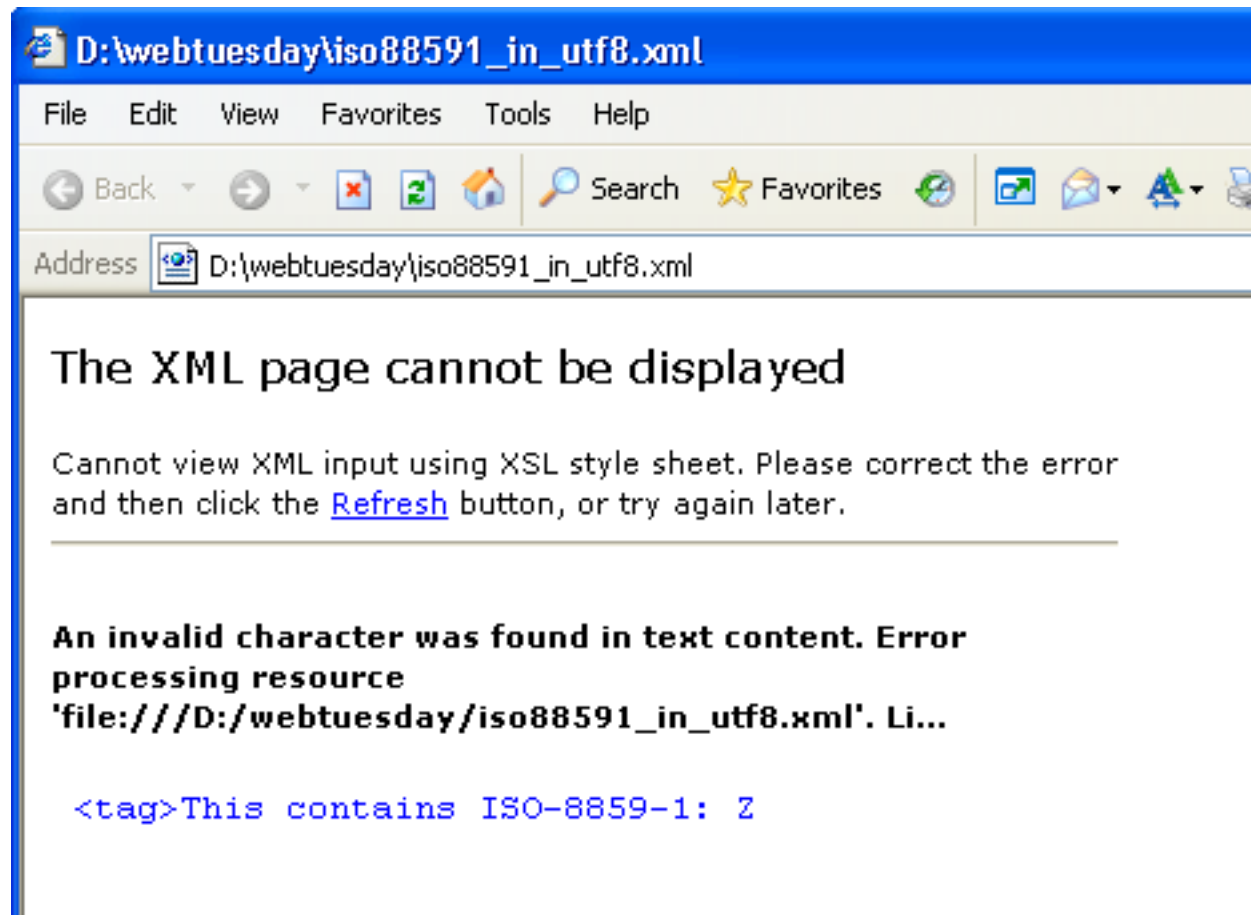 D:\webtuesday\iso88591_in_utf8.xml
File Edit View Favorites Tools Help
Back Search Favorites
Address D:\webtuesday\iso88591_in_utf8.xml
The XML page cannot be displayed
Cannot view XML input using XSL style sheet. Please correct the error
and then click the Refresh button, or try again later.
An invalid character was found in text content. Error
processing resource
'file:///D:/webtuesday/iso88591_in_utf8.xml'. Li...
<tag>This contains ISO-8859-1: Z